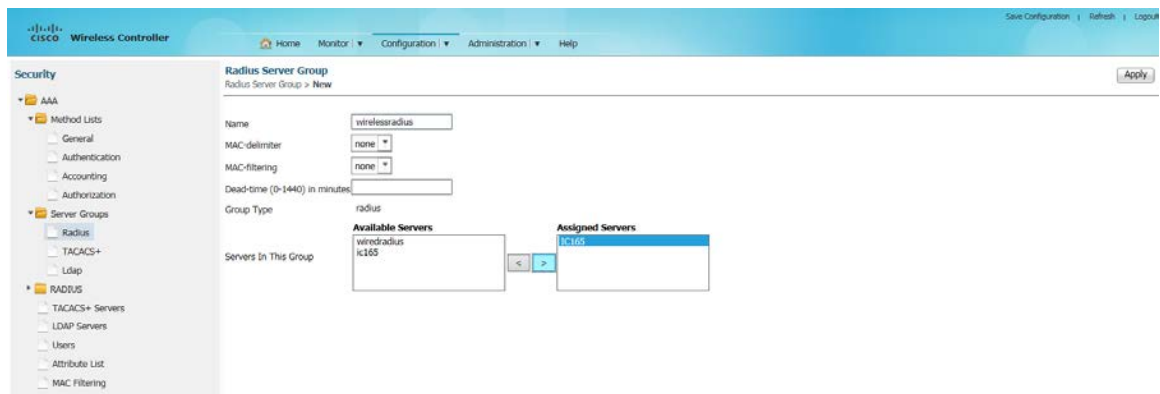 Save Configuration | Refresh | Logout
CISCO Wireless Controller
Home Monitor Configuration Administration Help
Security
AAA
Method Lists
General
Authentication
Accounting
Authorization
Server Groups
Radius
TACACS+
Ldap
RADIUS
TACACS+ Servers
LDAP Servers
Users
Attribute List
MAC Filtering
Radius Server Group
Radius Server Group > New
Apply
Name wirelessradius
MAC-delimiter none
MAC-filtering none
Dead-time (0-1440) in minutes
Group Type radius
Available Servers Assigned Servers
Servers In This Group
wiredradius
ic165
< >
IC165